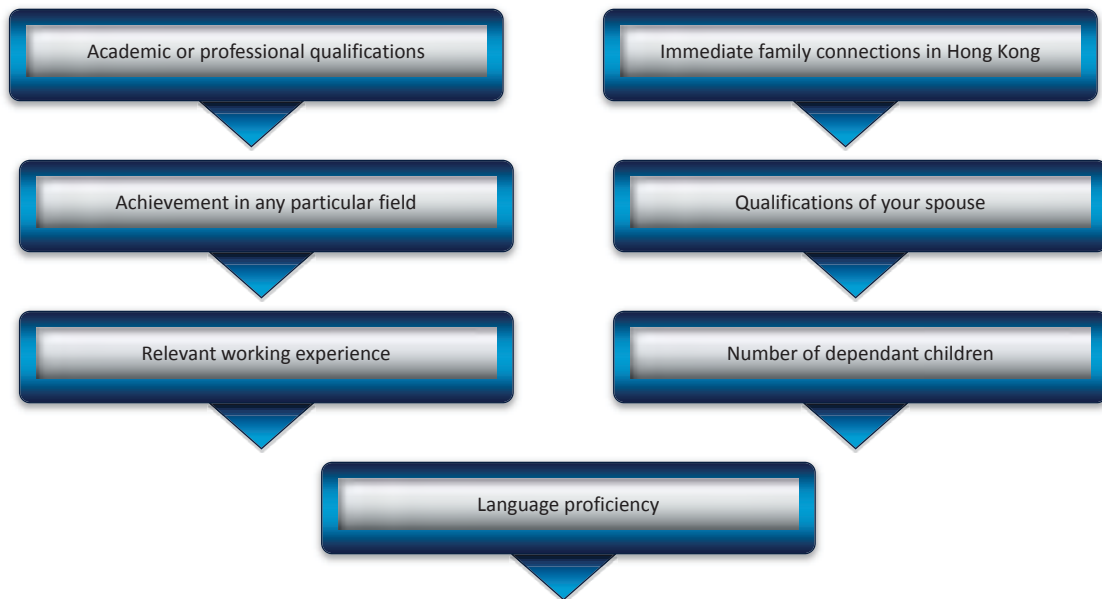 Academic or professional qualifications
Immediate family connections in Hong Kong
Achievement in any particular field
Qualifications of your spouse
Relevant working experience
Number of dependant children
Language proficiency